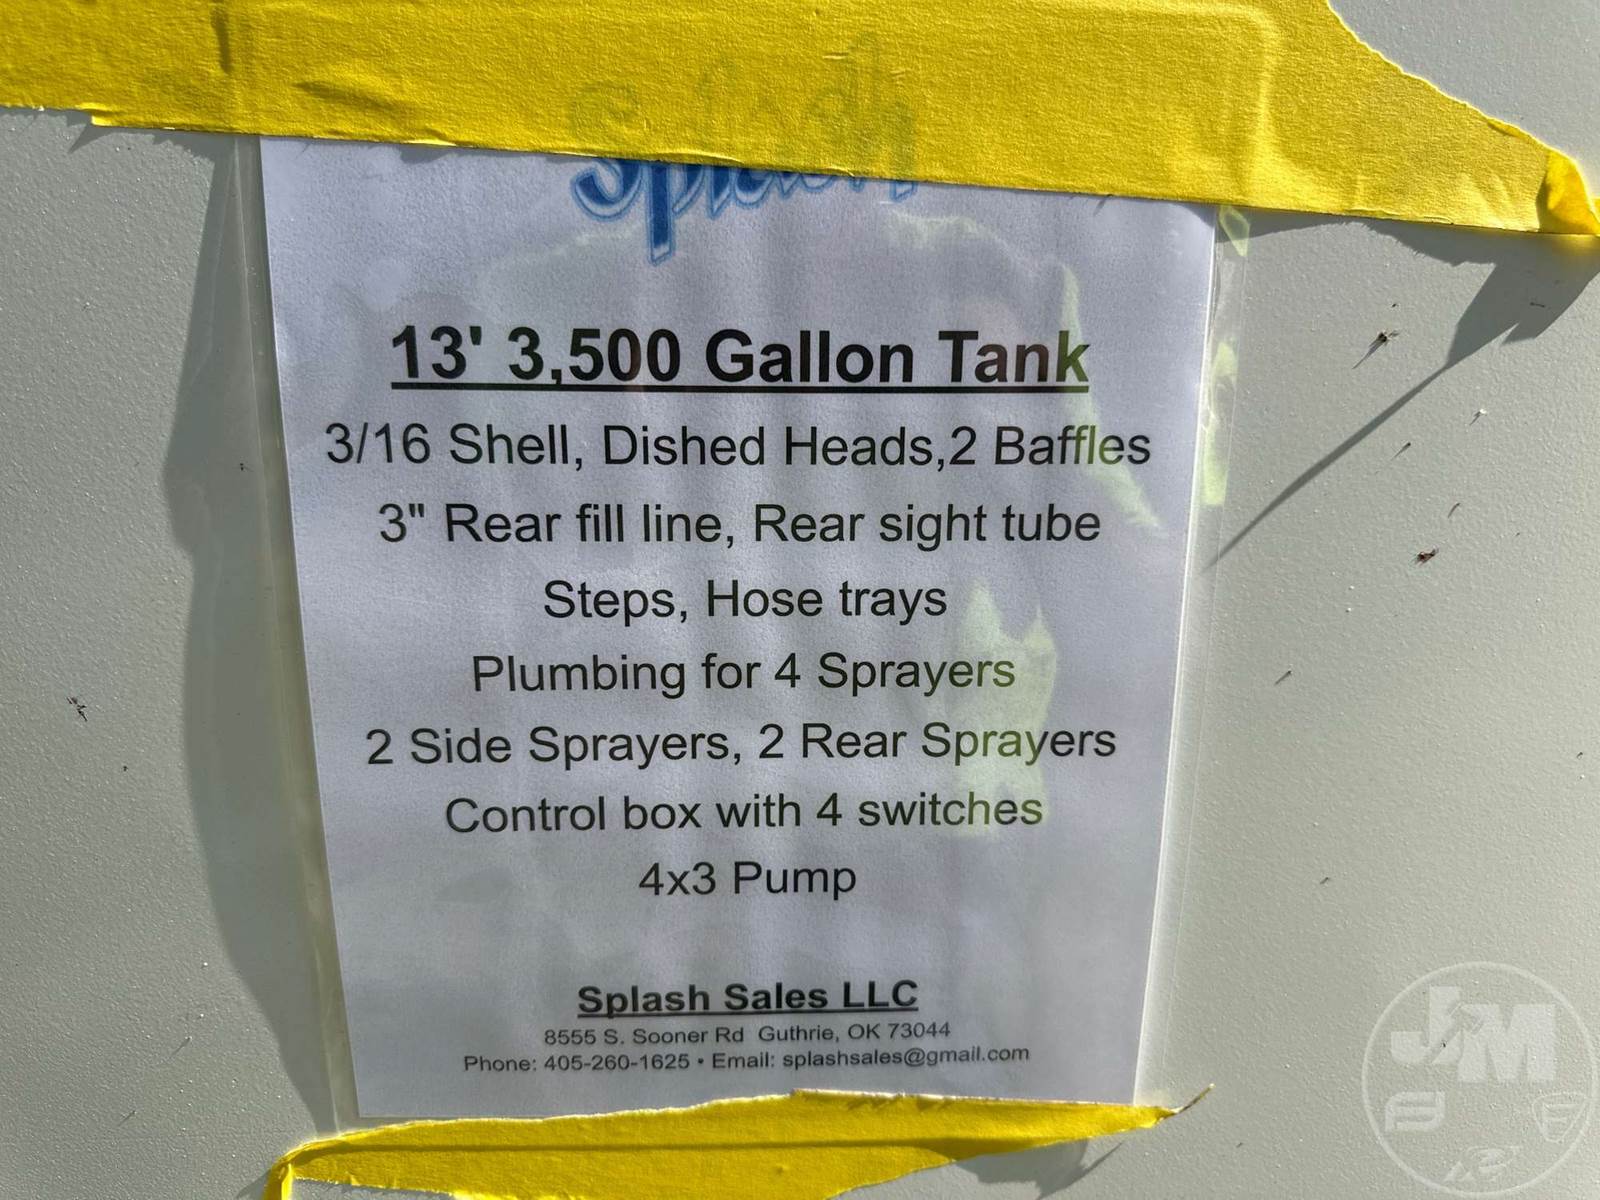 Splash
13' 3,500 Gallon Tank
3/16 Shell, Dished Heads,2 Baffles
3" Rear fill line, Rear sight tube
Steps, Hose trays
Plumbing for 4 Sprayers
2 Side Sprayers, 2 Rear Sprayers
Control box with 4 switches
4x3 Pump
Splash Sales LLC
8555 S. Sooner Rd Guthrie, OK 73044
Phone: 405-260-1625 • Email: splashsales@gmail.com
JM